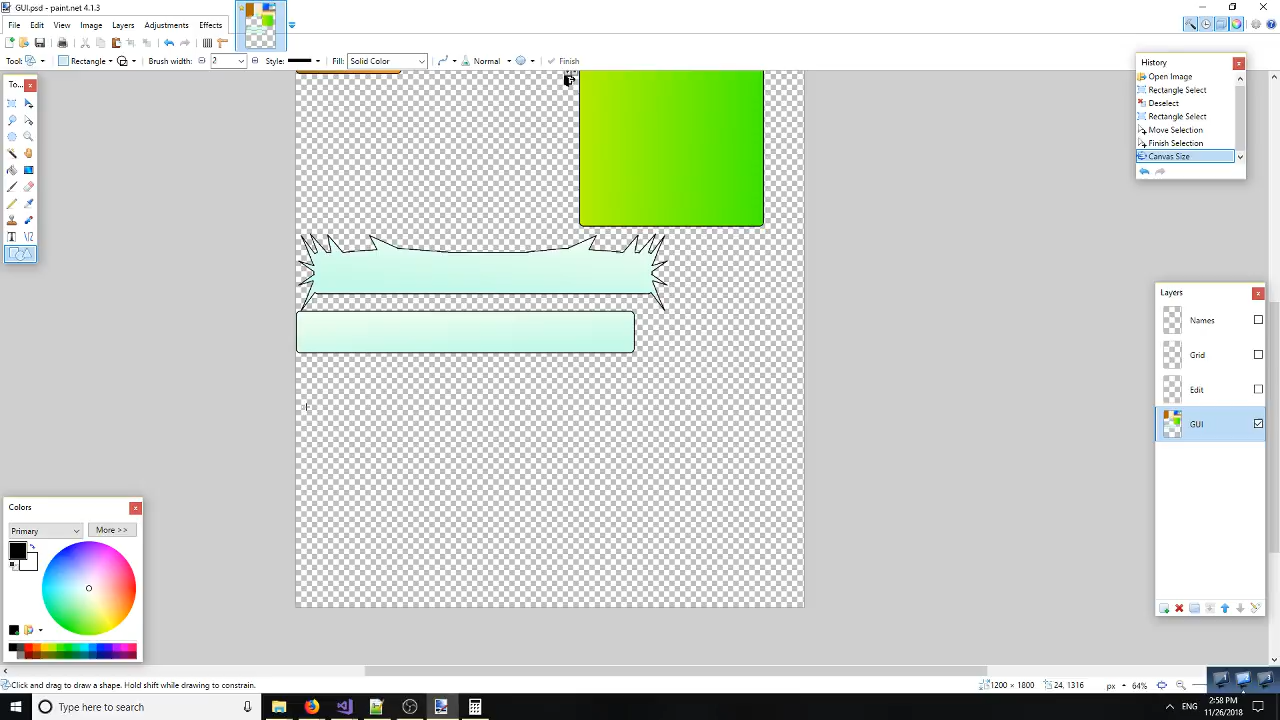 GUI.psd - paint.net 4.1.3
File Edit View Image Layers Adjustments Effects
Tool: Rectangle Brush width: 2 Style: Fill: Solid Color Normal Finish
To...
History
Open Image
Rectangle Select
Deselect
Rectangle Select
Move Selection
Finish Selection
Canvas Size
Layers
Names
Grid
Edit
GUI
Colors
Primary More >>
Click and drag to draw a shape. Hold shift while drawing to constrain. 1200 × 1800 24, 1316 px 64%
Type here to search
2:58 PM
11/26/2018